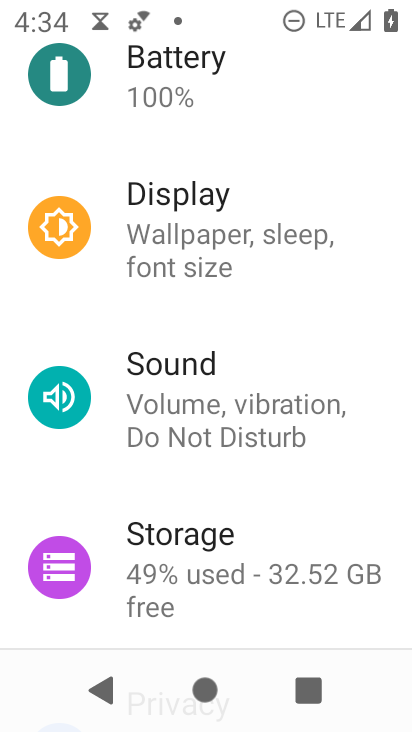 4:34 LTE
Battery
100%
Display
Wallpaper, sleep,
font size
Sound
Volume, vibration,
Do Not Disturb
Storage
49% used - 32.52 GB
free
Privacy